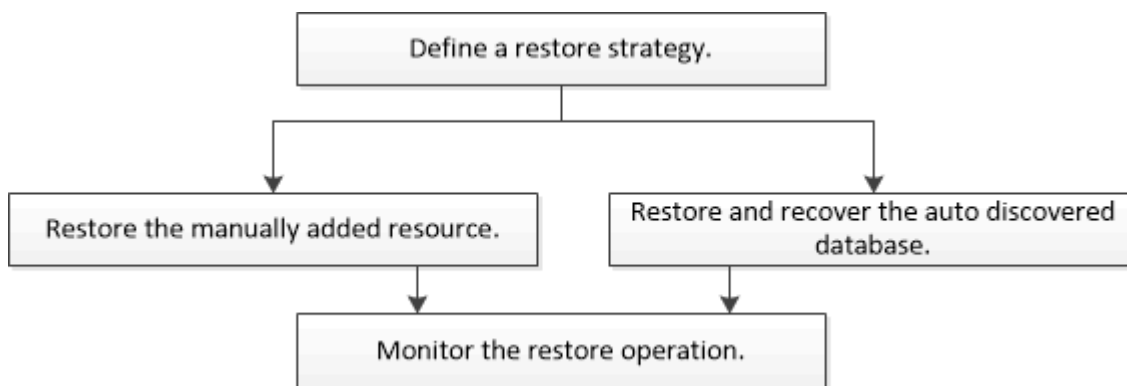 Define a restore strategy.
Restore the manually added resource.
Restore and recover the auto discovered
database.
Monitor the restore operation.